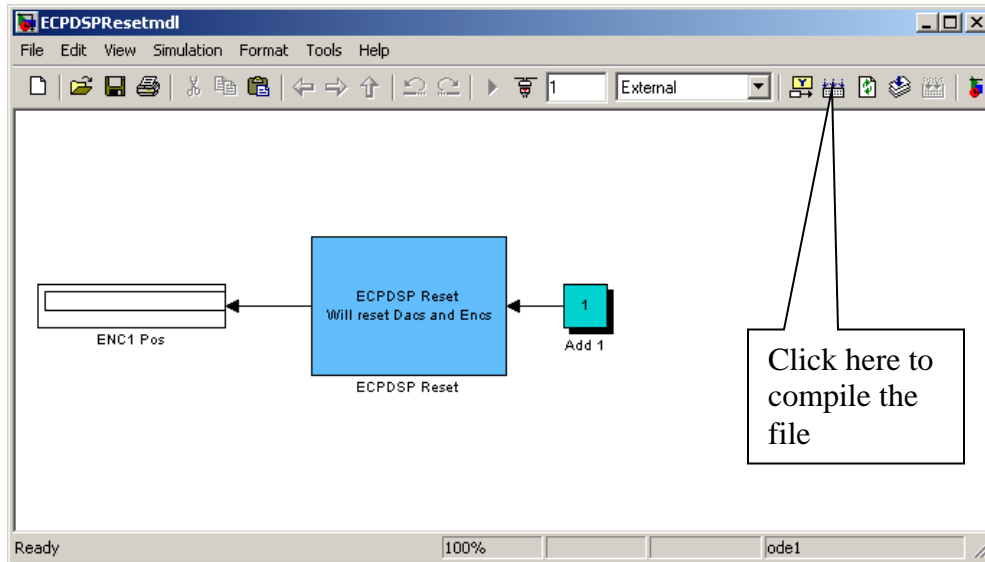 ECPDSPResetmdl
File Edit View Simulation Format Tools Help
1 External
ECPDSP Reset
Will reset Dacs and Encs
1
ENC1 Pos
Add 1
ECPDSP Reset
Click here to
compile the
file
Ready 100% ode1